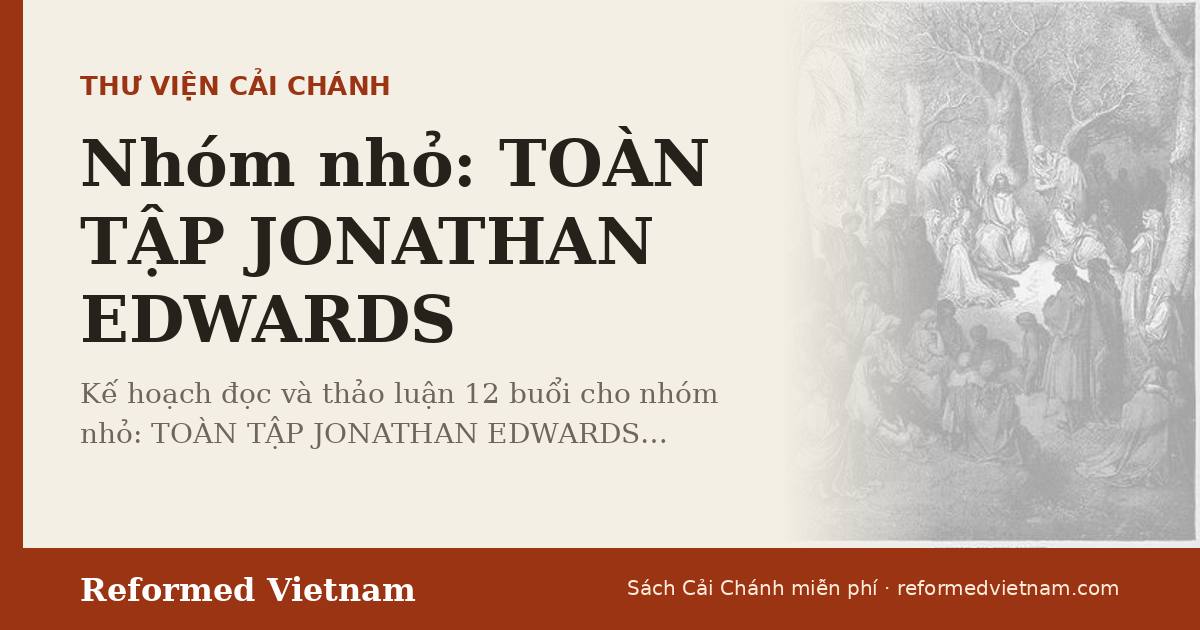 THƯ VIỆN CẢI CHÁNH
Nhóm nhỏ: TOÀN
TẬP JONATHAN
EDWARDS
Kế hoạch đọc và thảo luận 12 buổi cho nhóm
nhỏ: TOÀN TẬP JONATHAN EDWARDS…
Reformed Vietnam
Sách Cải Chánh miễn phí · reformedvietnam.com